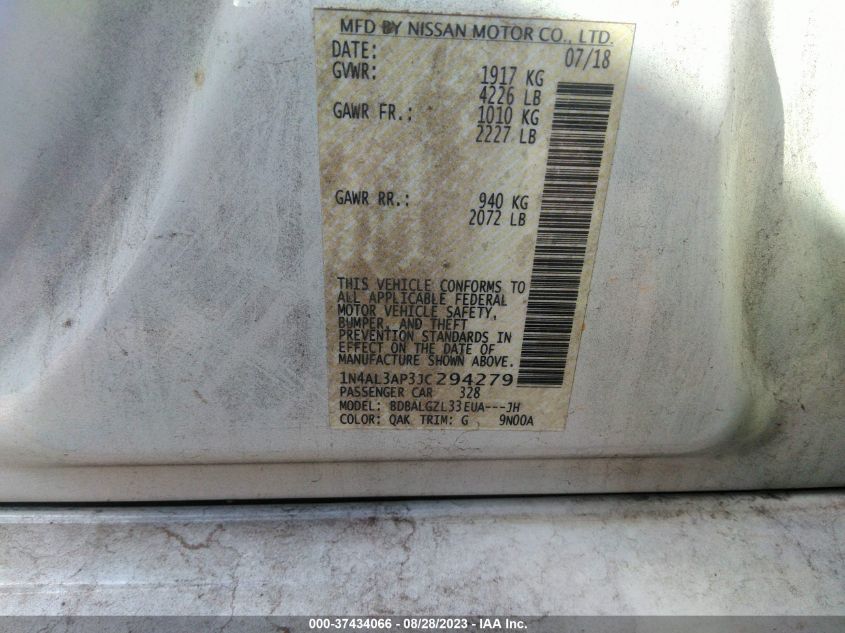 MFD BY NISSAN MOTOR CO., LTD.
DATE: 07/18
GVWR: 1917 KG
4226 LB
GAWR FR.: 1010 KG
2227 LB
GAWR RR.: 940 KG
2072 LB
THIS VEHICLE CONFORMS TO
ALL APPLICABLE FEDERAL
MOTOR VEHICLE SAFETY,
BUMPER, AND THEFT
PREVENTION STANDARDS IN
EFFECT ON THE DATE OF
MANUFACTURE SHOWN ABOVE.
1N4AL3AP3JC294279
PASSENGER CAR 328
MODEL: BDBALGZL33EUA---JH
COLOR: QAK TRIM: G 9N00A
000-37434066 - 08/28/2023 - IAA Inc.